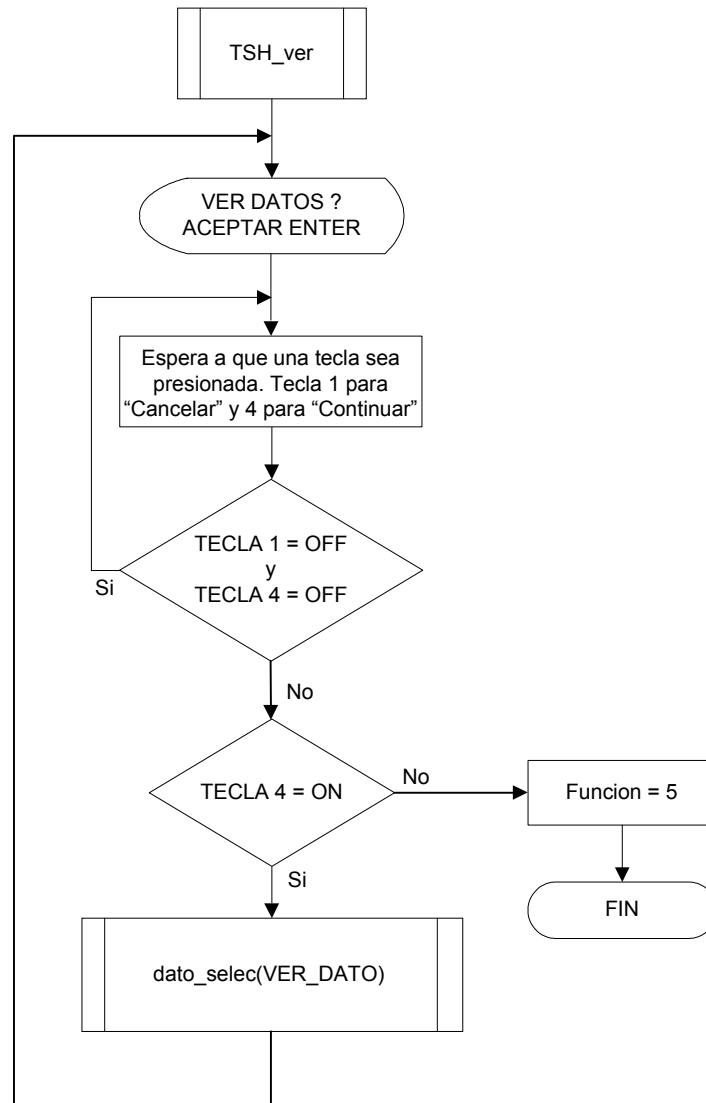 TSH_ver
VER DATOS ?
ACEPTAR ENTER
Espera a que una tecla sea
presionada. Tecla 1 para
“Cancelar” y 4 para “Continuar”
TECLA 1 = OFF
y
TECLA 4 = OFF
Si
No
TECLA 4 = ON
No
Funcion = 5
Si
FIN
dato_selec(VER_DATO)